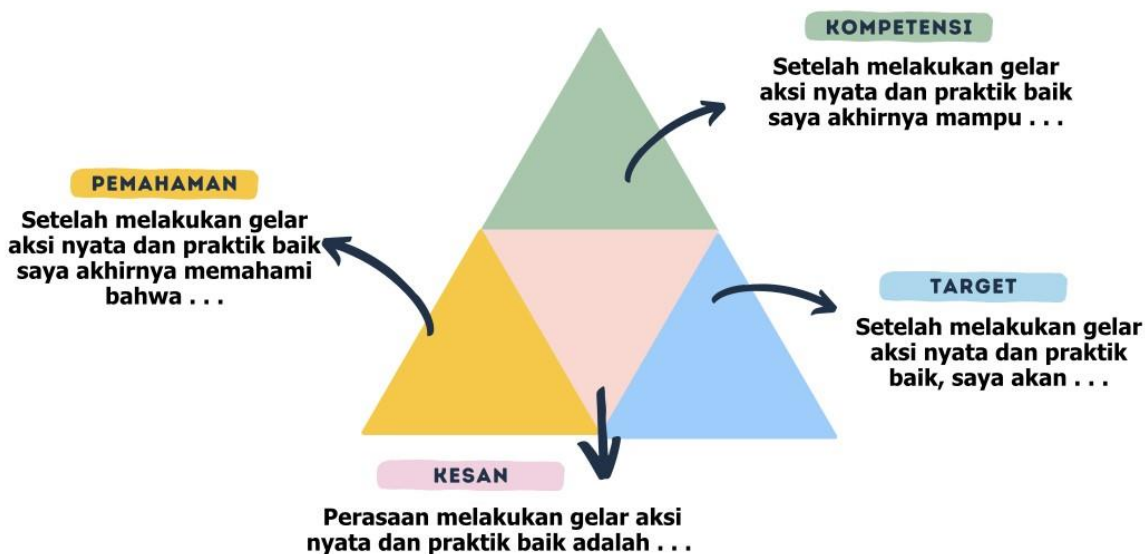 KOMPETENSI
Setelah melakukan gelar
aksi nyata dan praktik baik
saya akhirnya mampu . . .
PEMAHAMAN
Setelah melakukan gelar
aksi nyata dan praktik baik
saya akhirnya memahami
bahwa . . .
TARGET
Setelah melakukan gelar
aksi nyata dan praktik
baik, saya akan . . .
KESAN
Perasaan melakukan gelar aksi
nyata dan praktik baik adalah . . .